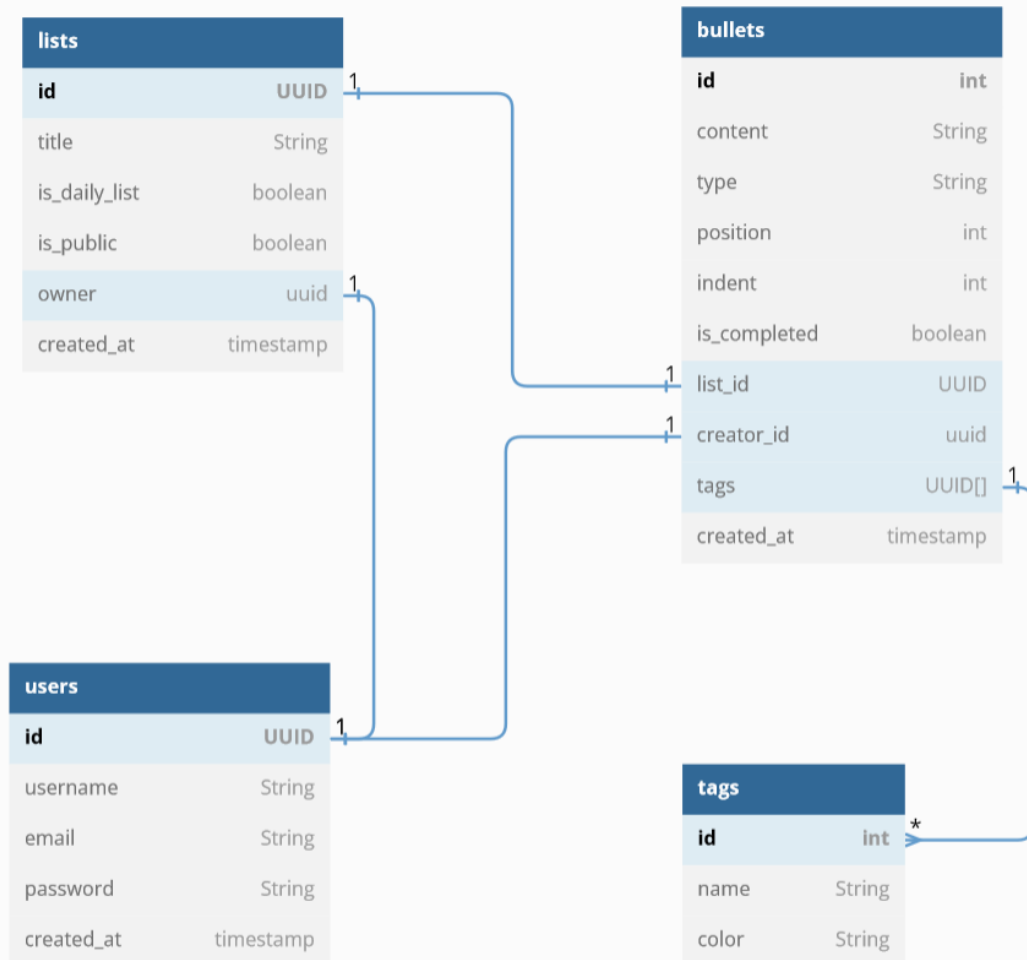 lists
id UUID
title String
is_daily_list boolean
is_public boolean
owner uuid
created_at timestamp
1
1
bullets
id int
content String
type String
position int
indent int
is_completed boolean
list_id UUID
creator_id uuid
tags UUID[]
created_at timestamp
1
1
1
users
id UUID
username String
email String
password String
created_at timestamp
1
tags
id int
name String
color String
*